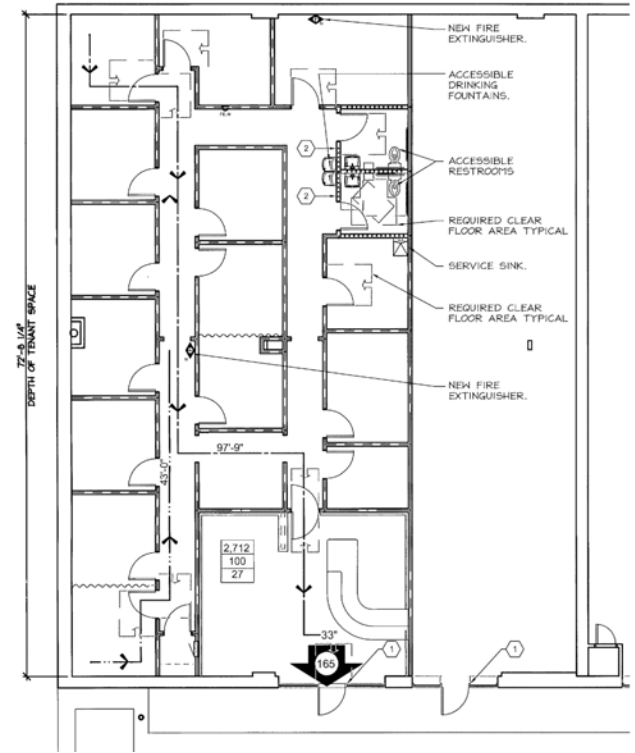 NEW FIRE
EXTINGUISHER.
ACCESSIBLE
DRINKING
FOUNTAINS.
2
ACCESSIBLE
RESTROOMS
2
REQUIRED CLEAR
FLOOR AREA TYPICAL
SERVICE SINK.
REQUIRED CLEAR
FLOOR AREA TYPICAL
72'-8 1/4"
DEPTH OF TENANT SPACE
NEW FIRE
EXTINGUISHER.
97'-9"
43'-0"
2,712
100
27
33"
165
1
1